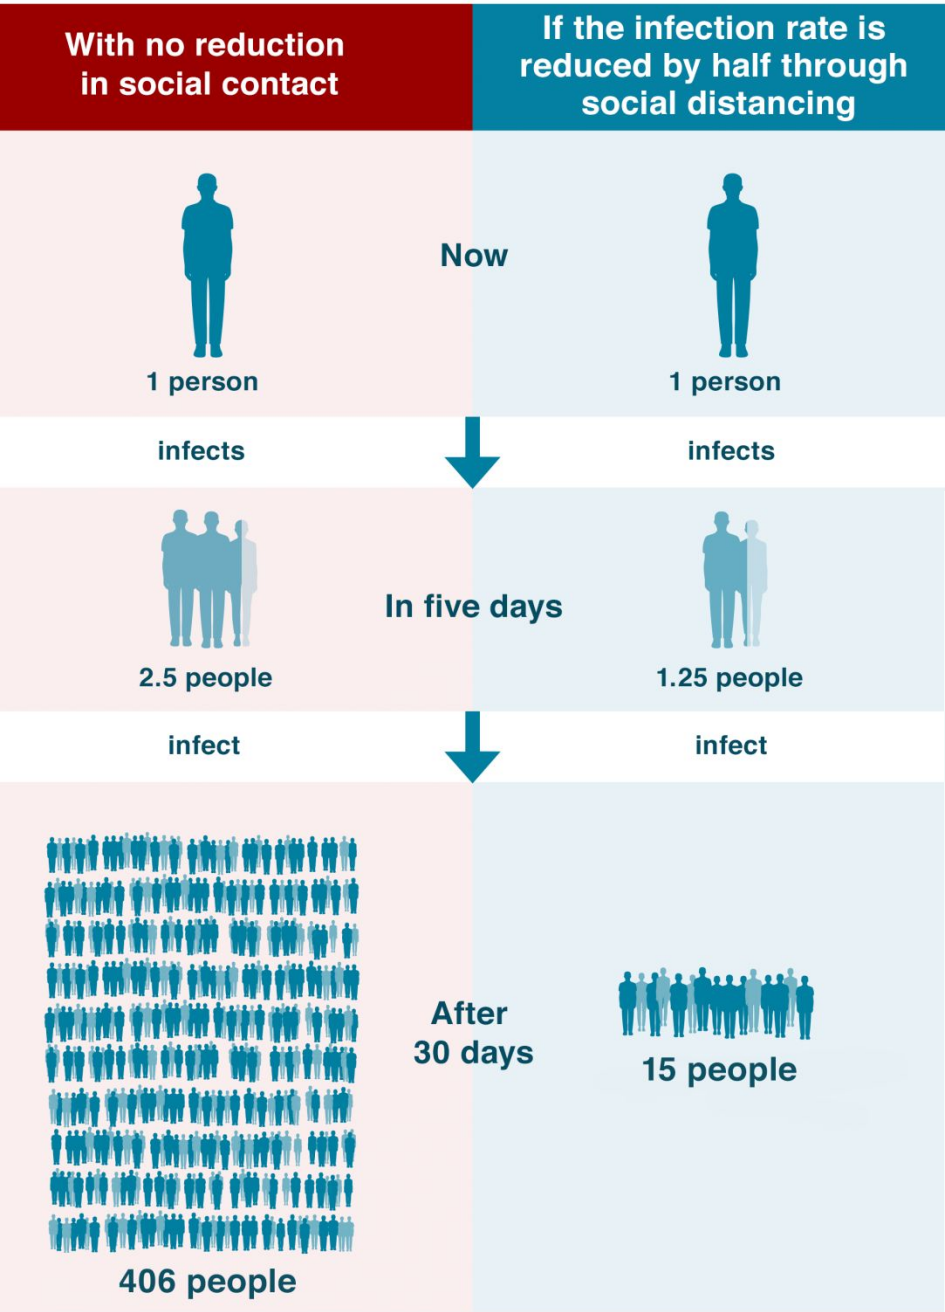 With no reduction
in social contact
If the infection rate is
reduced by half through
social distancing
Now
1 person
1 person
infects
infects
In five days
2.5 people
1.25 people
infect
infect
After
30 days
406 people
15 people